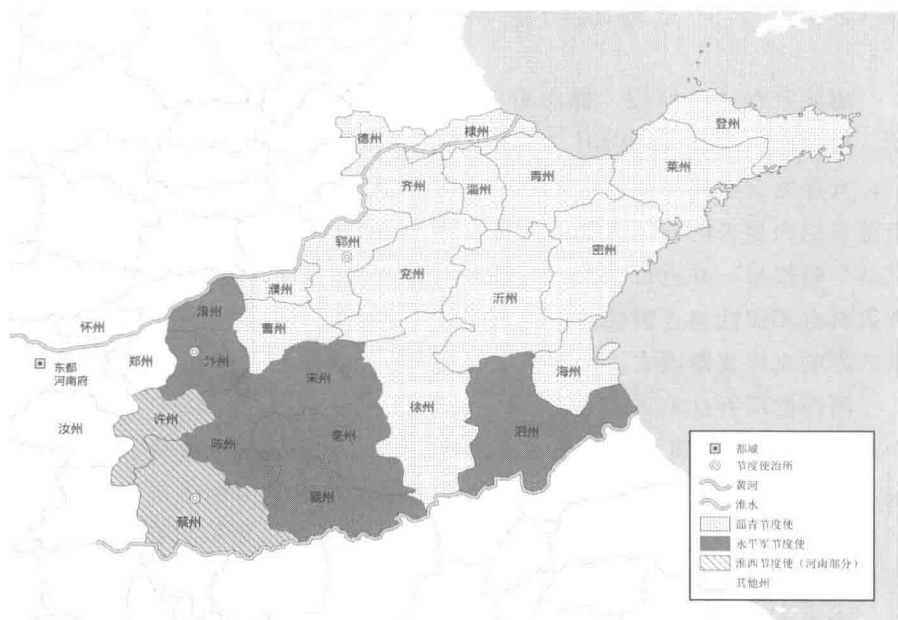 登州
棣州
德州
莱州
青州
齐州
淄州
郓州
密州
兖州
濮州
沂州
滑州
怀州
曹州
郑州
汴州
东都
河南府
宋州
海州
徐州
许州
泗州
汝州
陈州
亳州
颍州
蔡州
都城
节度使治所
黄河
淮水
淄青节度使
永平军节度使
淮西节度使（河南部分）
其他州